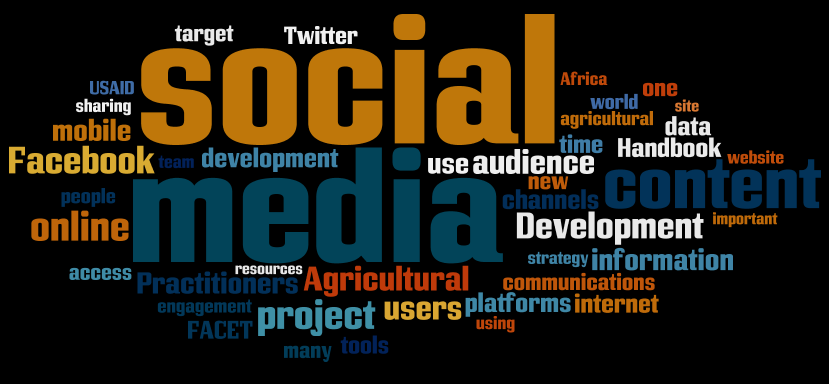 target
Twitter
social
Africa
one
USAID
world
site
sharing
agricultural
mobile
data
time
Handbook
Facebook
team
development
use
audience
website
media
new
content
people
channels
online
Development
important
access
strategy
information
resources
Practitioners
Agricultural
communications
engagement
project
users
platforms
internet
FACET
using
many
tools